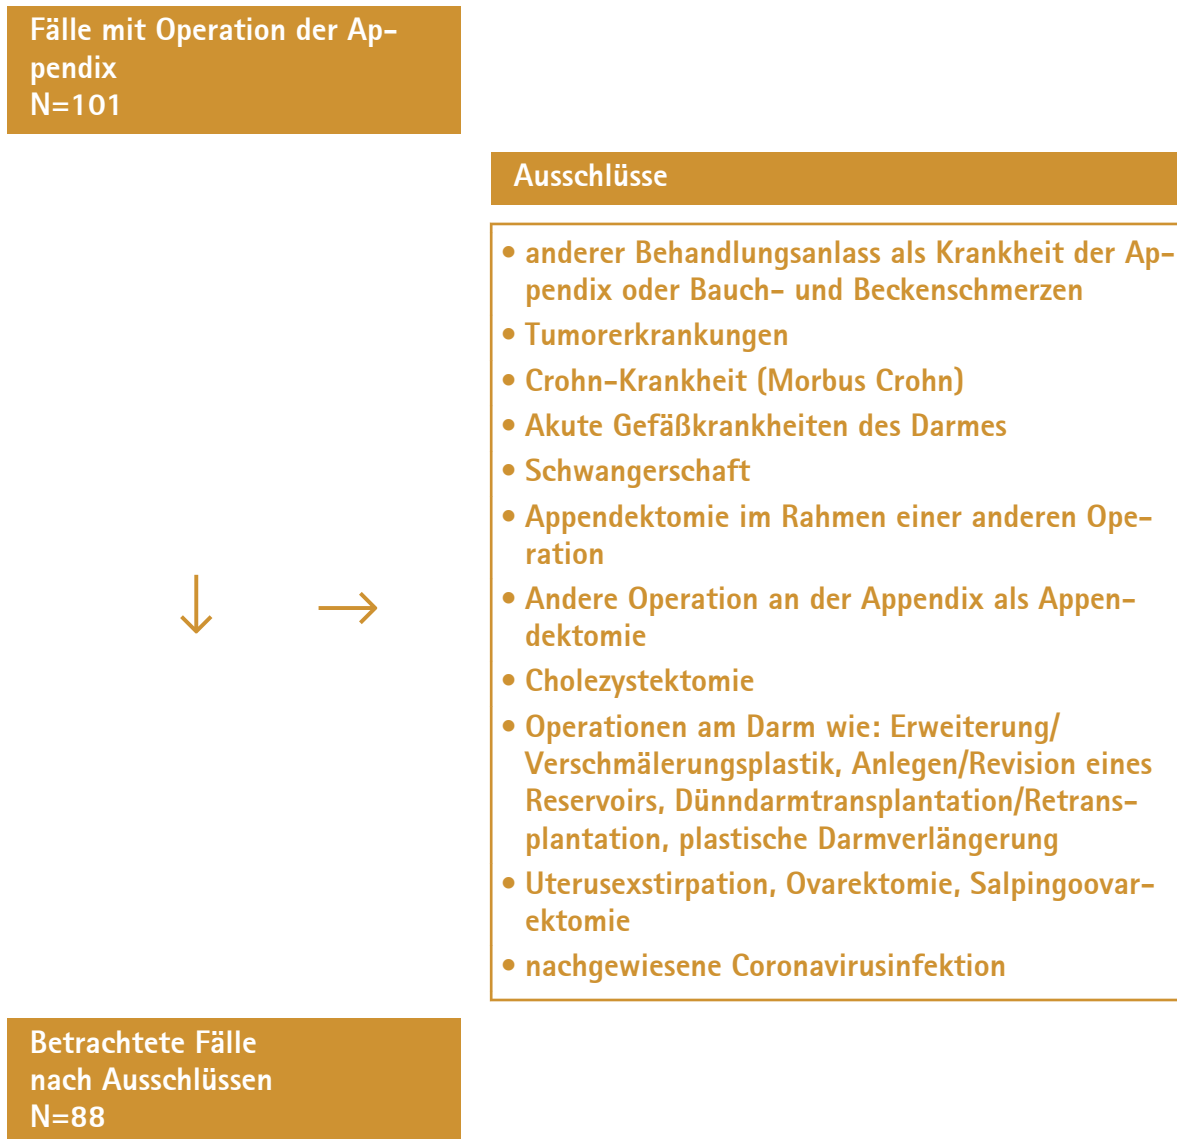 Fälle mit Operation der Ap-
pendix
N=101
Ausschlüsse
• anderer Behandlungsanlass als Krankheit der Ap-
pendix oder Bauch- und Beckenschmerzen
• Tumorerkrankungen
• Crohn-Krankheit (Morbus Crohn)
• Akute Gefäßkrankheiten des Darmes
• Schwangerschaft
• Appendektomie im Rahmen einer anderen Ope-
ration
• Andere Operation an der Appendix als Appen-
dektomie
• Cholezystektomie
• Operationen am Darm wie: Erweiterung/
Verschmälerungsplastik, Anlegen/Revision eines
Reservoirs, Dünndarmtransplantation/Retrans-
plantation, plastische Darmverlängerung
• Uterusexstirpation, Ovarektomie, Salpingoovar-
ektomie
• nachgewiesene Coronavirusinfektion
Betrachtete Fälle
nach Ausschlüssen
N=88